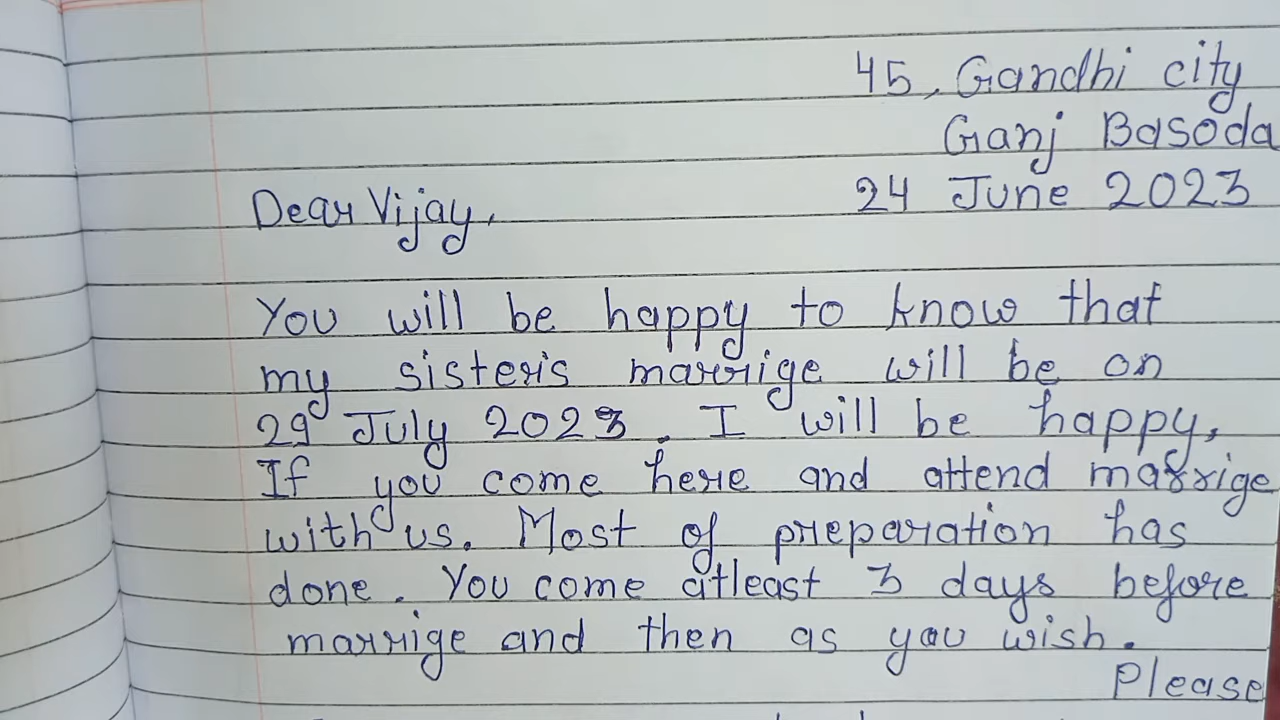 45, Gandhi city
Ganj Basoda
24 June 2023
Dear Vijay,
You will be happy to know that
my sister's marrige will be on
29 July 2023. I will be happy,
If you come here and attend marrige
with us. Most of preparation has
done. You come atleast 3 days before
marrige and then as you wish.
Please